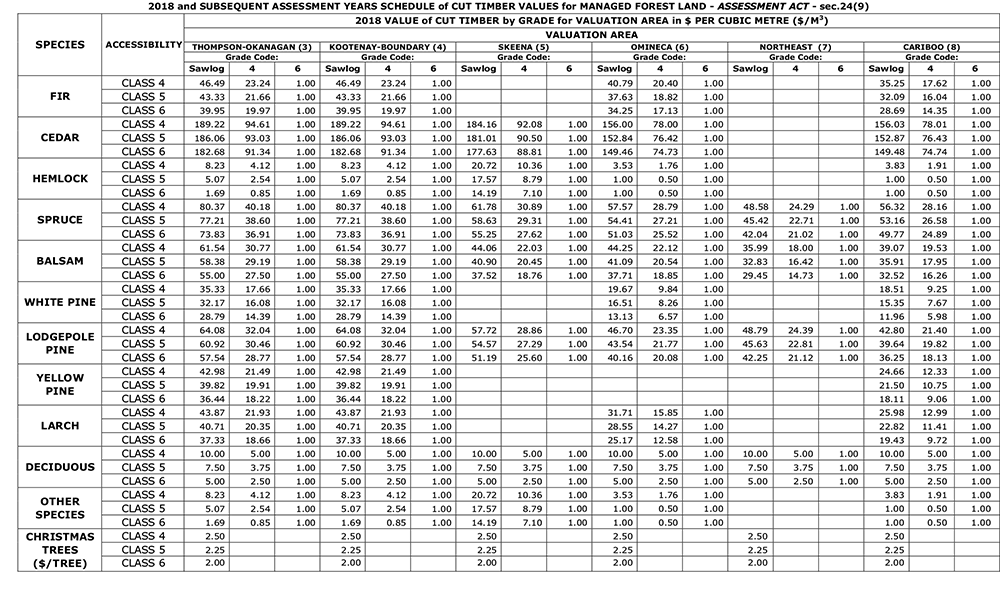 2018 and SUBSEQUENT ASSESSMENT YEARS SCHEDULE of CUT TIMBER VALUES for MANAGED FOREST LAND - ASSESSMENT ACT - sec.24(9)
2018 VALUE OF CUT TIMBER by GRADE for VALUATION AREA in $ PER CUBIC METRE ($/M³)
VALUATION AREA
SPECIES ACCESSIBILITY THOMPSON-OKANAGAN (3) KOOTENAY-BOUNDARY (4) SKEENA (5) OMINECA (6) NORTHEAST (7) CARIBOO (8)
Grade Code: Grade Code: Grade Code: Grade Code: Grade Code: Grade Code:
Sawlog 4 6 Sawlog 4 6 Sawlog 4 6 Sawlog 4 6 Sawlog 4 6 Sawlog 4 6
FIR
CLASS 4 46.49 23.24 1.00 46.49 23.24 1.00 40.79 20.40 1.00 35.25 17.62 1.00
CLASS 5 43.33 21.66 1.00 43.33 21.66 1.00 37.63 18.82 1.00 32.09 16.04 1.00
CLASS 6 39.95 19.97 1.00 39.95 19.97 1.00 34.25 17.13 1.00 28.69 14.35 1.00
CEDAR
CLASS 4 189.22 94.61 1.00 189.22 94.61 1.00 184.16 92.08 1.00 156.00 78.00 1.00 156.03 78.01 1.00
CLASS 5 186.06 93.03 1.00 186.06 93.03 1.00 181.01 90.50 1.00 152.84 76.42 1.00 152.87 76.43 1.00
CLASS 6 182.68 91.34 1.00 182.68 91.34 1.00 177.63 88.81 1.00 149.46 74.73 1.00 149.48 74.74 1.00
HEMLOCK
CLASS 4 8.23 4.12 1.00 8.23 4.12 1.00 20.72 10.36 1.00 3.53 1.76 1.00 3.83 1.91 1.00
CLASS 5 5.07 2.54 1.00 5.07 2.54 1.00 17.57 8.79 1.00 1.00 0.50 1.00 1.00 0.50 1.00
CLASS 6 1.69 0.85 1.00 1.69 0.85 1.00 14.19 7.10 1.00 1.00 0.50 1.00 1.00 0.50 1.00
SPRUCE
CLASS 4 80.37 40.18 1.00 80.37 40.18 1.00 61.78 30.89 1.00 57.57 28.79 1.00 48.58 24.29 1.00 56.32 28.16 1.00
CLASS 5 77.21 38.60 1.00 77.21 38.60 1.00 58.63 29.31 1.00 54.41 27.21 1.00 45.42 22.71 1.00 53.16 26.58 1.00
CLASS 6 73.83 36.91 1.00 73.83 36.91 1.00 55.25 27.62 1.00 51.03 25.52 1.00 42.04 21.02 1.00 49.77 24.89 1.00
BALSAM
CLASS 4 61.54 30.77 1.00 61.54 30.77 1.00 44.06 22.03 1.00 44.25 22.12 1.00 35.99 18.00 1.00 39.07 19.53 1.00
CLASS 5 58.38 29.19 1.00 58.38 29.19 1.00 40.90 20.45 1.00 41.09 20.54 1.00 32.83 16.42 1.00 35.91 17.95 1.00
CLASS 6 55.00 27.50 1.00 55.00 27.50 1.00 37.52 18.76 1.00 37.71 18.85 1.00 29.45 14.73 1.00 32.52 16.26 1.00
WHITE PINE
CLASS 4 35.33 17.66 1.00 35.33 17.66 1.00 19.67 9.84 1.00 18.51 9.25 1.00
CLASS 5 32.17 16.08 1.00 32.17 16.08 1.00 16.51 8.26 1.00 15.35 7.67 1.00
CLASS 6 28.79 14.39 1.00 28.79 14.39 1.00 13.13 6.57 1.00 11.96 5.98 1.00
LODGEPOLE
PINE
CLASS 4 64.08 32.04 1.00 64.08 32.04 1.00 57.72 28.86 1.00 46.70 23.35 1.00 48.79 24.39 1.00 42.80 21.40 1.00
CLASS 5 60.92 30.46 1.00 60.92 30.46 1.00 54.57 27.29 1.00 43.54 21.77 1.00 45.63 22.81 1.00 39.64 19.82 1.00
CLASS 6 57.54 28.77 1.00 57.54 28.77 1.00 51.19 25.60 1.00 40.16 20.08 1.00 42.25 21.12 1.00 36.25 18.13 1.00
YELLOW
PINE
CLASS 4 42.98 21.49 1.00 42.98 21.49 1.00 24.66 12.33 1.00
CLASS 5 39.82 19.91 1.00 39.82 19.91 1.00 21.50 10.75 1.00
CLASS 6 36.44 18.22 1.00 36.44 18.22 1.00 18.11 9.06 1.00
LARCH
CLASS 4 43.87 21.93 1.00 43.87 21.93 1.00 31.71 15.85 1.00 25.98 12.99 1.00
CLASS 5 40.71 20.35 1.00 40.71 20.35 1.00 28.55 14.27 1.00 22.82 11.41 1.00
CLASS 6 37.33 18.66 1.00 37.33 18.66 1.00 25.17 12.58 1.00 19.43 9.72 1.00
DECIDUOUS
CLASS 4 10.00 5.00 1.00 10.00 5.00 1.00 10.00 5.00 1.00 10.00 5.00 1.00 10.00 5.00 1.00 10.00 5.00 1.00
CLASS 5 7.50 3.75 1.00 7.50 3.75 1.00 7.50 3.75 1.00 7.50 3.75 1.00 7.50 3.75 1.00 7.50 3.75 1.00
CLASS 6 5.00 2.50 1.00 5.00 2.50 1.00 5.00 2.50 1.00 5.00 2.50 1.00 5.00 2.50 1.00 5.00 2.50 1.00
OTHER
SPECIES
CLASS 4 8.23 4.12 1.00 8.23 4.12 1.00 20.72 10.36 1.00 3.53 1.76 1.00 3.83 1.91 1.00
CLASS 5 5.07 2.54 1.00 5.07 2.54 1.00 17.57 8.79 1.00 1.00 0.50 1.00 1.00 0.50 1.00
CLASS 6 1.69 0.85 1.00 1.69 0.85 1.00 14.19 7.10 1.00 1.00 0.50 1.00 1.00 0.50 1.00
CHRISTMAS CLASS 4 2.50 2.50 2.50 2.50 2.50 2.50
TREES CLASS 5 2.25 2.25 2.25 2.25 2.25 2.25
($/TREE) CLASS 6 2.00 2.00 2.00 2.00 2.00 2.00